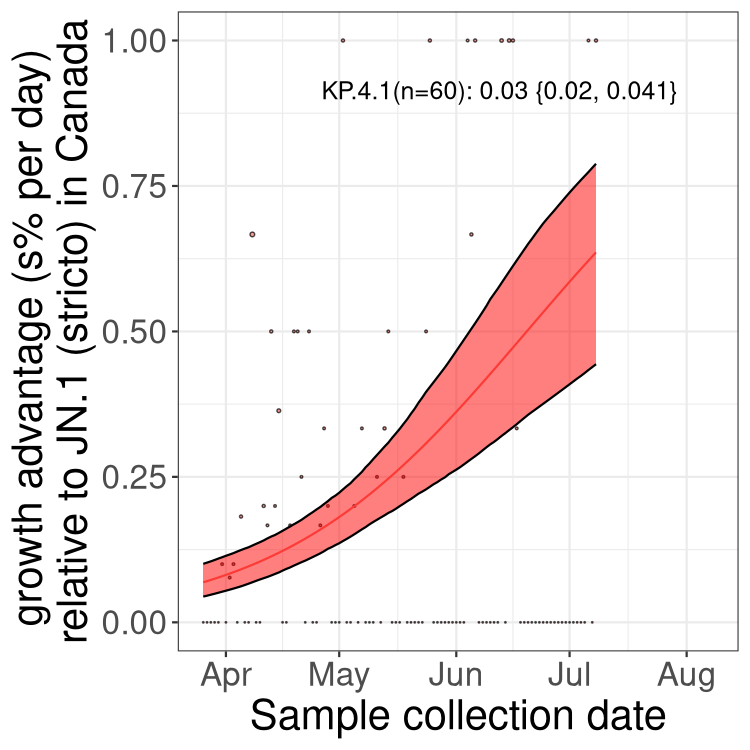 growth advantage (s% per day)
relative to JN.1 (stricto) in Canada
1.00
0.75
0.50
0.25
0.00
KP.4.1(n=60): 0.03 {0.02, 0.041}
Apr May Jun Jul Aug
Sample collection date